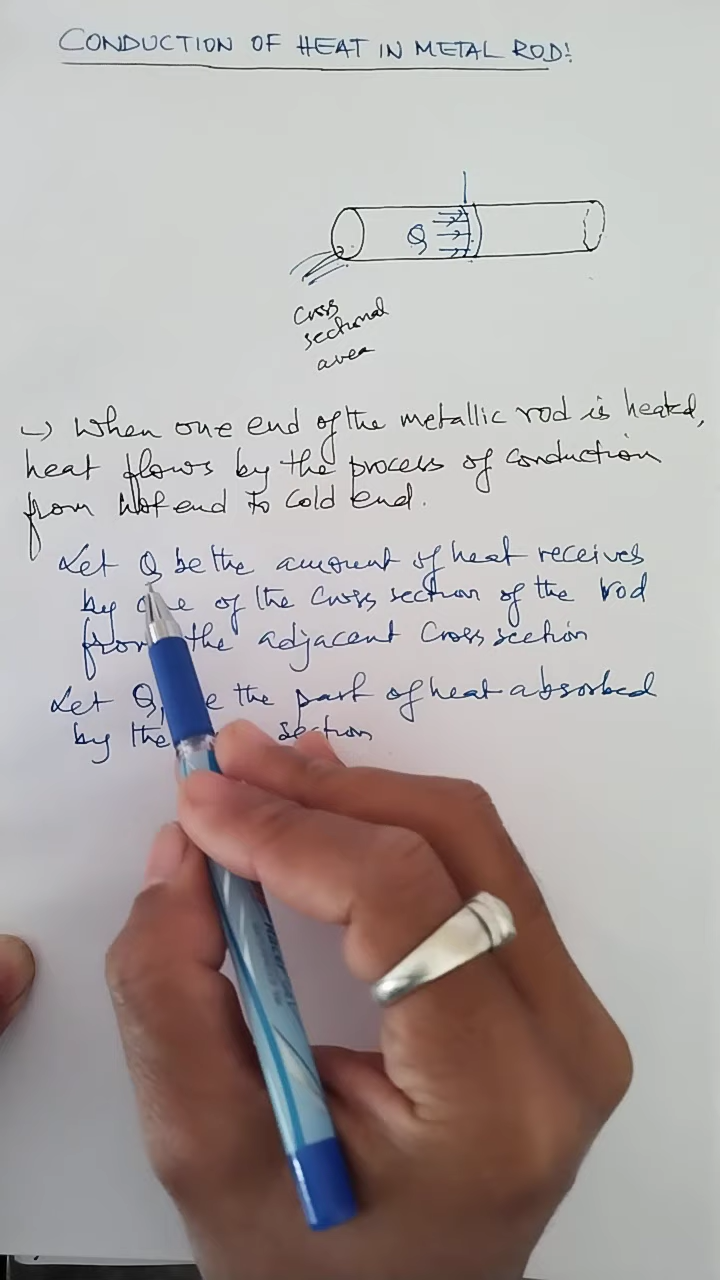 CONDUCTION OF HEAT IN METAL ROD!
Q
Cross
sectional
area
→ When one end of the metallic rod is heated,
heat flows by the process of conduction
from hot end to cold end.
Let Q be the amount of heat receives
by one of the cross section of the rod
from the adjacent cross section
Let Q₁ be the part of heat absorbed
by the section